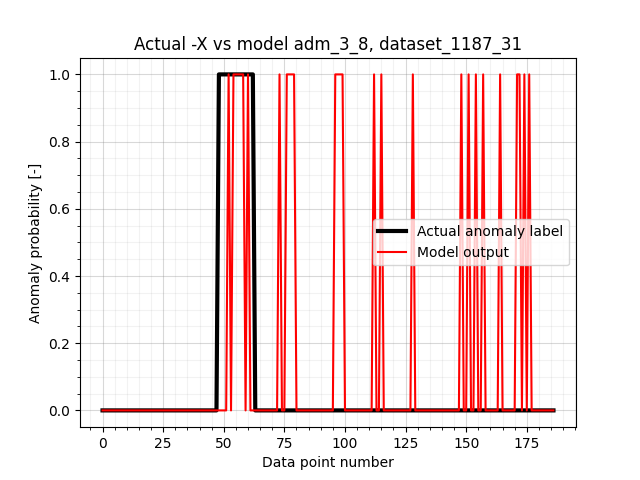 Actual -X vs model adm_3_8, dataset_1187_31
Anomaly probability [-]
1.0
0.8
0.6
0.4
0.2
0.0
Actual anomaly label
Model output
0 25 50 75 100 125 150 175
Data point number